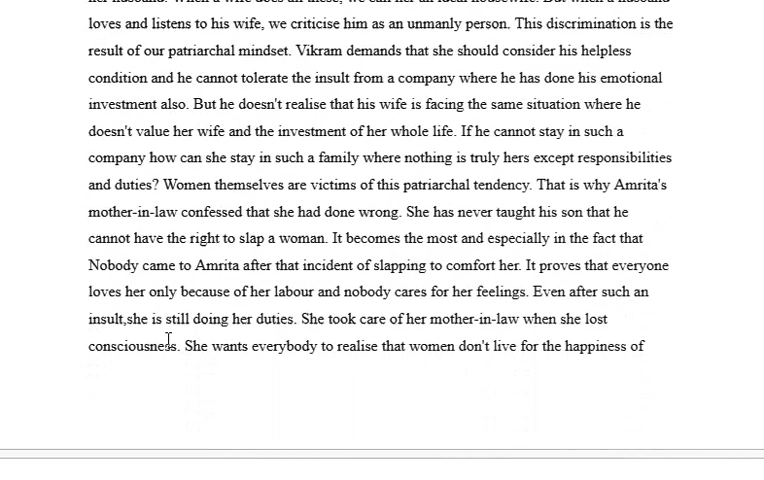 loves and listens to his wife, we criticise him as an unmanly person. This discrimination is the
result of our patriarchal mindset. Vikram demands that she should consider his helpless
condition and he cannot tolerate the insult from a company where he has done his emotional
investment also. But he doesn't realise that his wife is facing the same situation where he
doesn't value her wife and the investment of her whole life. If he cannot stay in such a
company how can she stay in such a family where nothing is truly hers except responsibilities
and duties? Women themselves are victims of this patriarchal tendency. That is why Amrita's
mother-in-law confessed that she had done wrong. She has never taught his son that he
cannot have the right to slap a woman. It becomes the most and especially in the fact that
Nobody came to Amrita after that incident of slapping to comfort her. It proves that everyone
loves her only because of her labour and nobody cares for her feelings. Even after such an
insult,she is still doing her duties. She took care of her mother-in-law when she lost
consciousness. She wants everybody to realise that women don't live for the happiness of